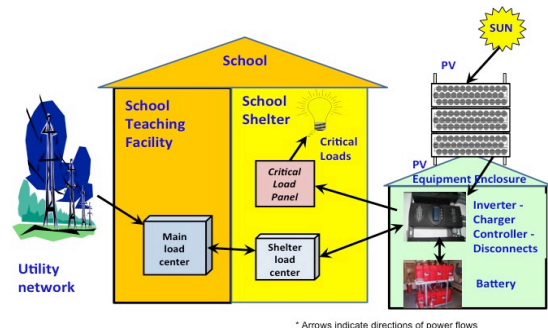 SUN
PV
School
School
Teaching
Facility
School
Shelter
Critical
Loads
Critical
Load
Panel
PV
Equipment Enclosure
Inverter -
Charger
Controller -
Disconnects
Main
load
center
Shelter
load
center
Utility
network
Battery
* Arrows indicate directions of power flows